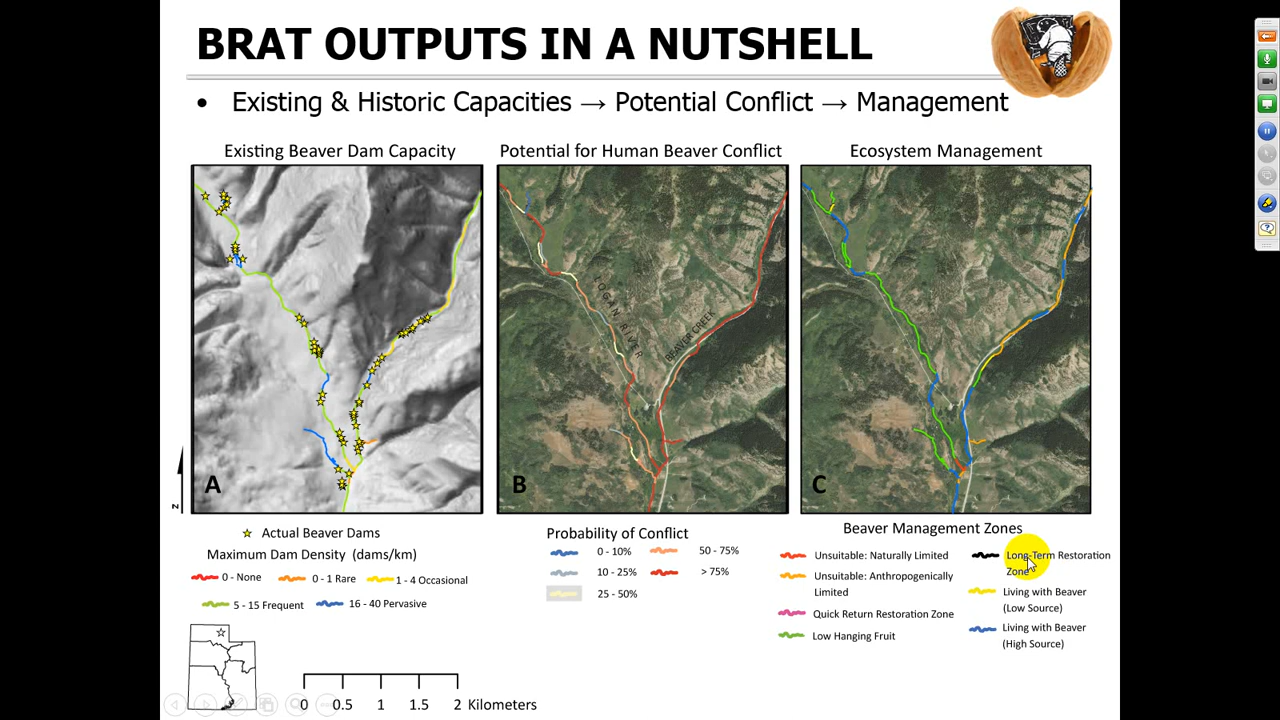 BRAT OUTPUTS IN A NUTSHELL
• Existing & Historic Capacities → Potential Conflict → Management
Existing Beaver Dam Capacity
Potential for Human Beaver Conflict
Ecosystem Management
LOGAN RIVER
BEAVER CREEK
A
B
C
N
Actual Beaver Dams
Maximum Dam Density (dams/km)
0 - None
0 - 1 Rare
1 - 4 Occasional
5 - 15 Frequent
16 - 40 Pervasive
0
0.5
1
1.5
2 Kilometers
Probability of Conflict
0 - 10%
50 - 75%
10 - 25%
> 75%
25 - 50%
Beaver Management Zones
Unsuitable: Naturally Limited
Unsuitable: Anthropogenically
Limited
Quick Return Restoration Zone
Low Hanging Fruit
Long-Term Restoration
Zone
Living with Beaver
(Low Source)
Living with Beaver
(High Source)